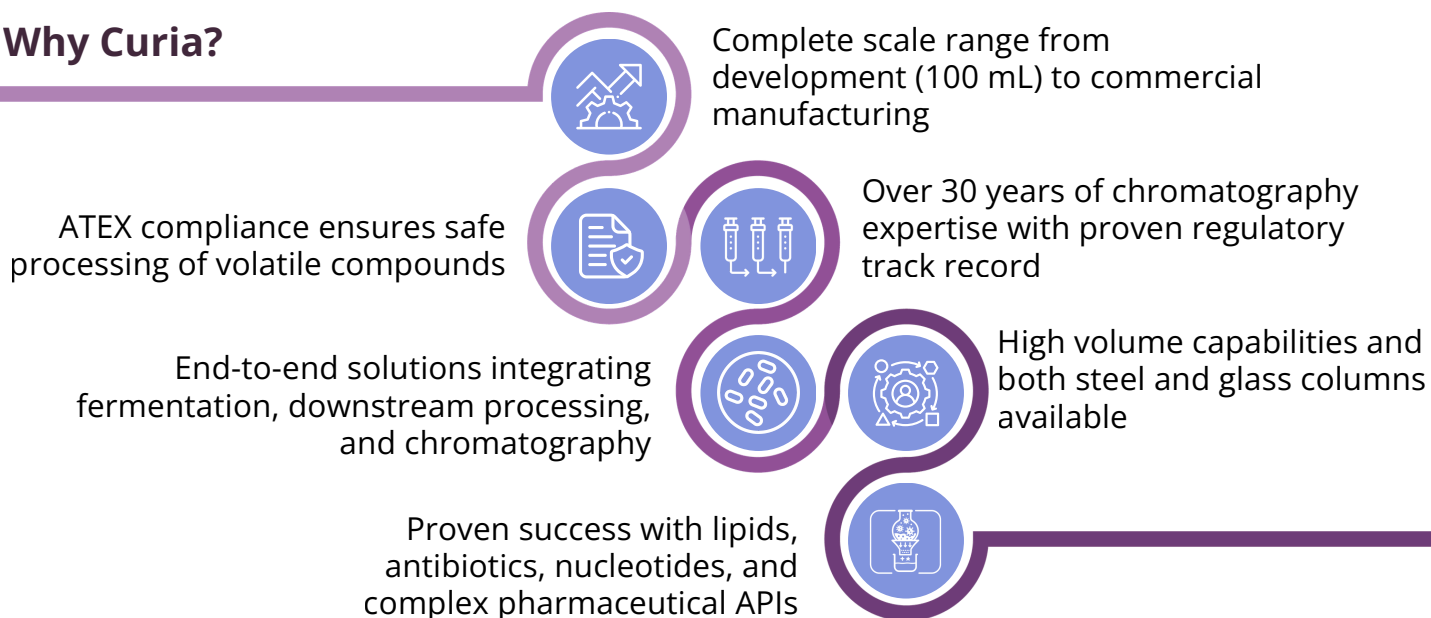 Why Curia?
Complete scale range from
development (100 mL) to commercial
manufacturing
ATEX compliance ensures safe
processing of volatile compounds
Over 30 years of chromatography
expertise with proven regulatory
track record
End-to-end solutions integrating
fermentation, downstream processing,
and chromatography
High volume capabilities and
both steel and glass columns
available
Proven success with lipids,
antibiotics, nucleotides, and
complex pharmaceutical APIs